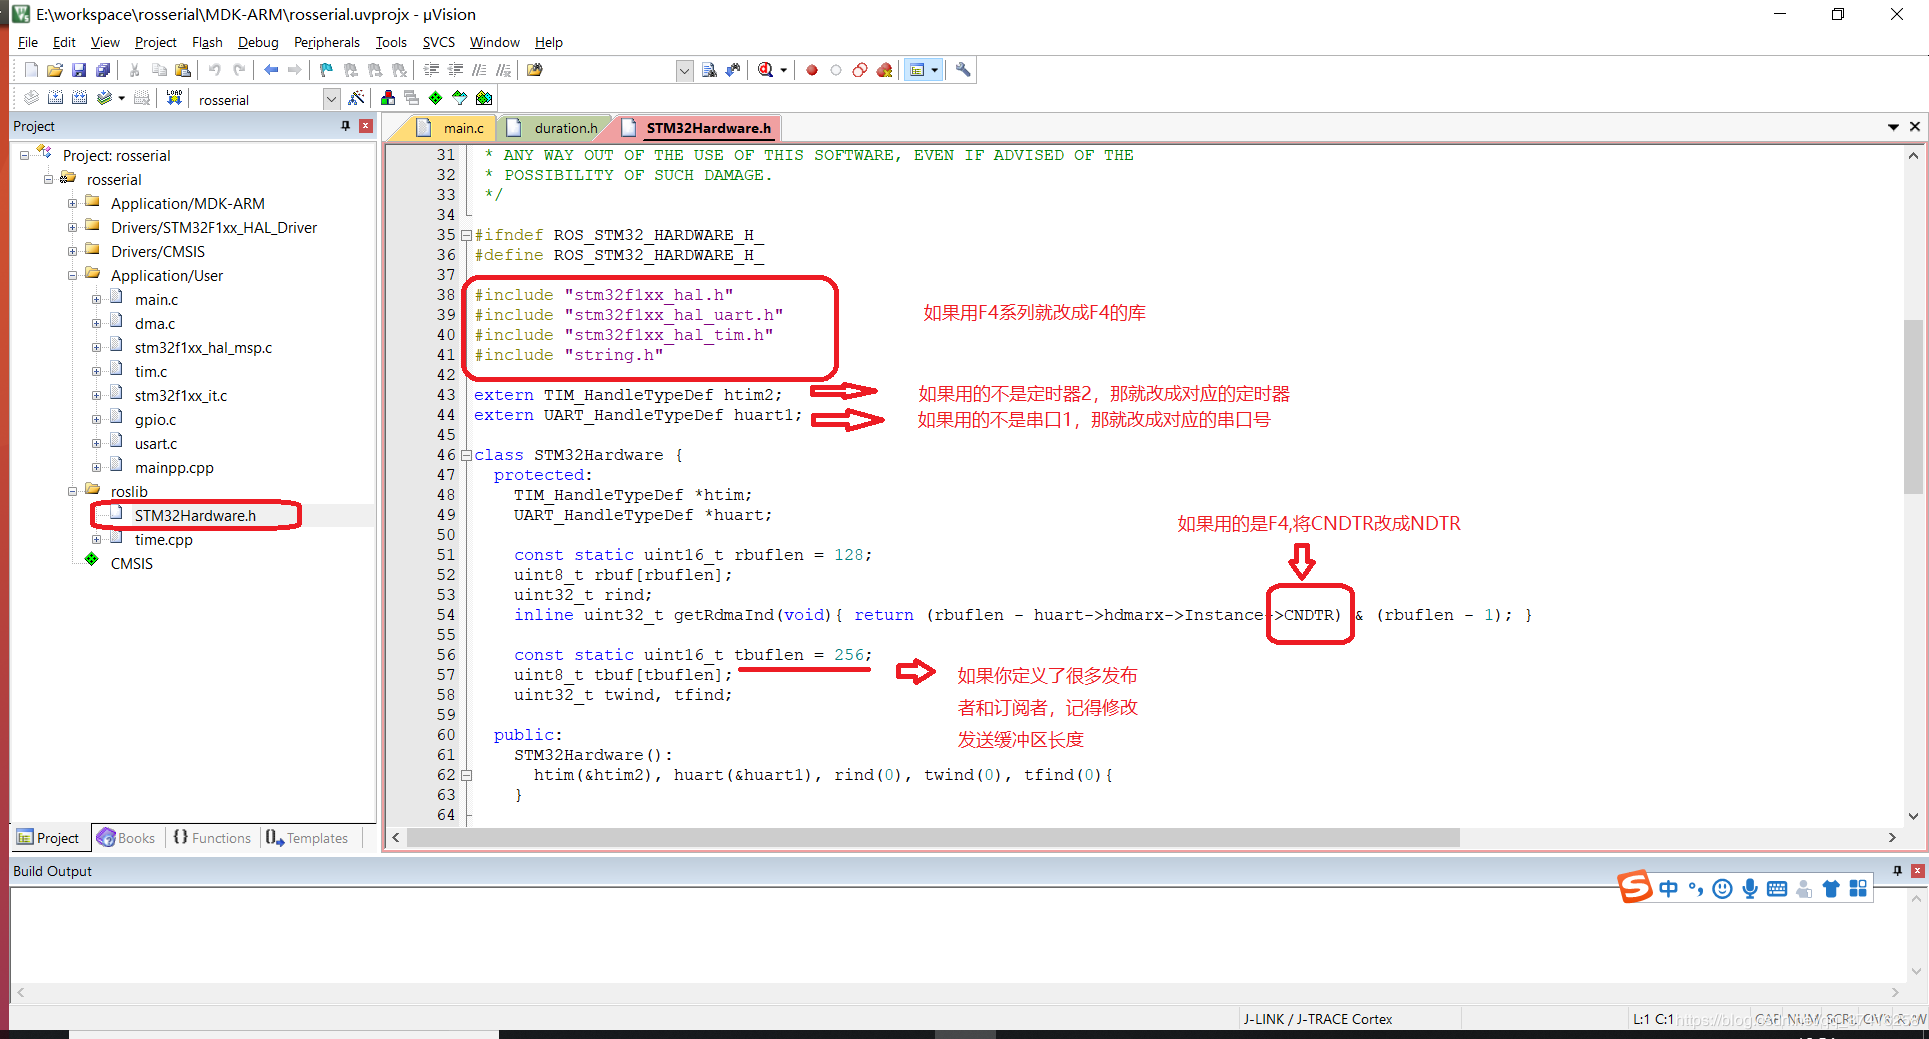 E:\workspace\rosserial\MDK-ARM\rosserial.uvprojx - µVision
File Edit View Project Flash Debug Peripherals Tools SVCS Window Help
LOAD
rosserial
Project
main.c duration.h STM32Hardware.h
Project: rosserial
rosserial
Application/MDK-ARM
Drivers/STM32F1xx_HAL_Driver
Drivers/CMSIS
Application/User
main.c
dma.c
stm32f1xx_hal_msp.c
tim.c
stm32f1xx_it.c
gpio.c
usart.c
mainpp.cpp
roslib
STM32Hardware.h
time.cpp
CMSIS
Project Books {} Functions Templates
31 * ANY WAY OUT OF THE USE OF THIS SOFTWARE, EVEN IF ADVISED OF THE
32 * POSSIBILITY OF SUCH DAMAGE.
33 */
34
35 #ifndef ROS_STM32_HARDWARE_H_
36 #define ROS_STM32_HARDWARE_H_
37
38 #include "stm32f1xx_hal.h"
39 #include "stm32f1xx_hal_uart.h"
40 #include "stm32f1xx_hal_tim.h"
41 #include "string.h"
42
43 extern TIM_HandleTypeDef htim2;
44 extern UART_HandleTypeDef huart1;
45
46 class STM32Hardware {
47 protected:
48 TIM_HandleTypeDef *htim;
49 UART_HandleTypeDef *huart;
50
51 const static uint16_t rbuflen = 128;
52 uint8_t rbuf[rbuflen];
53 uint32_t rind;
54 inline uint32_t getRdmaInd(void){ return (rbuflen - huart->hdmarx->Instance->CNDTR) & (rbuflen - 1); }
55
56 const static uint16_t tbuflen = 256;
57 uint8_t tbuf[tbuflen];
58 uint32_t twind, tfind;
59
60 public:
61 STM32Hardware():
62 htim(&htim2), huart(&huart1), rind(0), twind(0), tfind(0){
63 }
64
如果用F4系列就改成F4的库
如果用的不是定时器2，那就改成对应的定时器
如果用的不是串口1，那就改成对应的串口号
如果用的是F4,将CNDTR改成NDTR
如果你定义了很多发布
者和订阅者，记得修改
发送缓冲区长度
Build Output
中
J-LINK / J-TRACE Cortex
L:1 C:1
CAP NUM SCRL OVR R/W